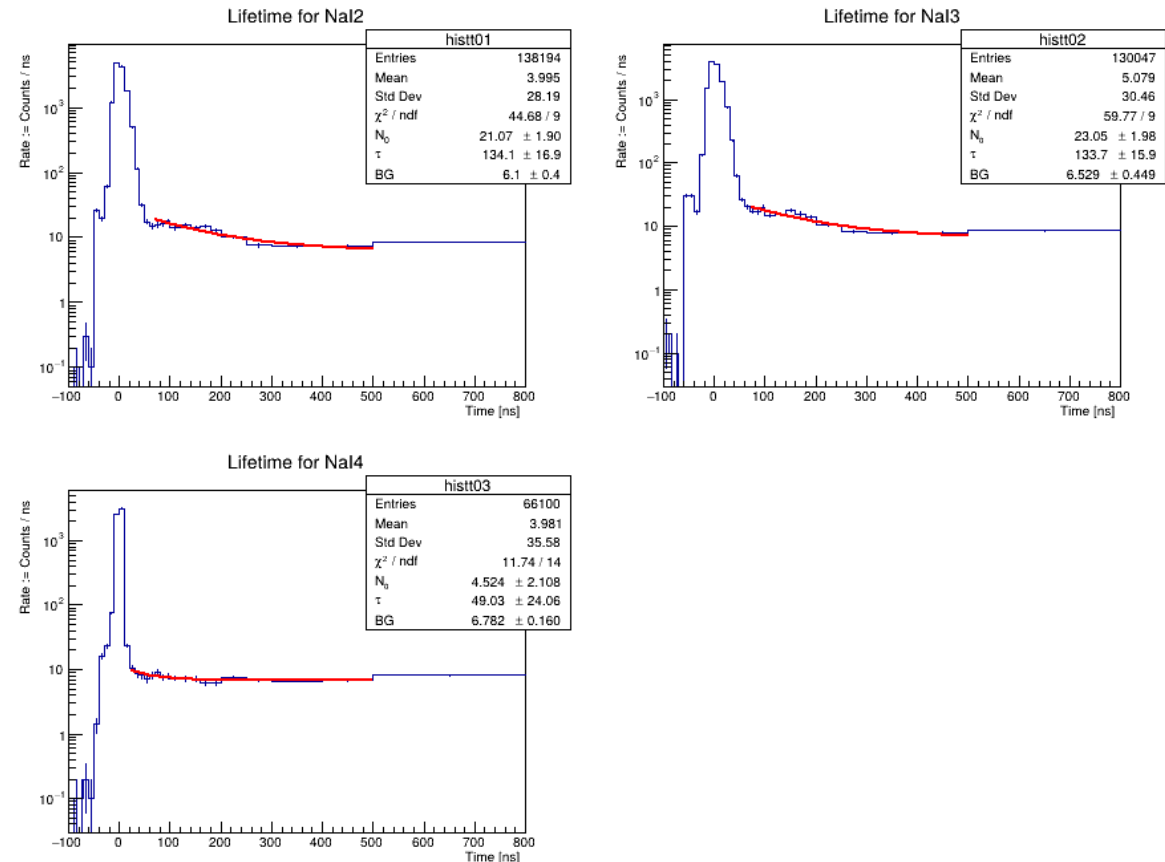 Lifetime for NaI2
histt01
Entries 138194
Mean 3.995
Std Dev 28.19
χ² / ndf 44.68 / 9
N₀ 21.07 ± 1.90
τ 134.1 ± 16.9
BG 6.1 ± 0.4
Rate := Counts / ns
10³
10²
10
1
10⁻¹
−100 0 100 200 300 400 500 600 700 800
Time [ns]
Lifetime for NaI3
histt02
Entries 130047
Mean 5.079
Std Dev 30.46
χ² / ndf 59.77 / 9
N₀ 23.05 ± 1.98
τ 133.7 ± 15.9
BG 6.529 ± 0.449
Rate := Counts / ns
10³
10²
10
1
10⁻¹
−100 0 100 200 300 400 500 600 700 800
Time [ns]
Lifetime for NaI4
histt03
Entries 66100
Mean 3.981
Std Dev 35.58
χ² / ndf 11.74 / 14
N₀ 4.524 ± 2.108
τ 49.03 ± 24.06
BG 6.782 ± 0.160
Rate := Counts / ns
10³
10²
10
1
10⁻¹
−100 0 100 200 300 400 500 600 700 800
Time [ns]